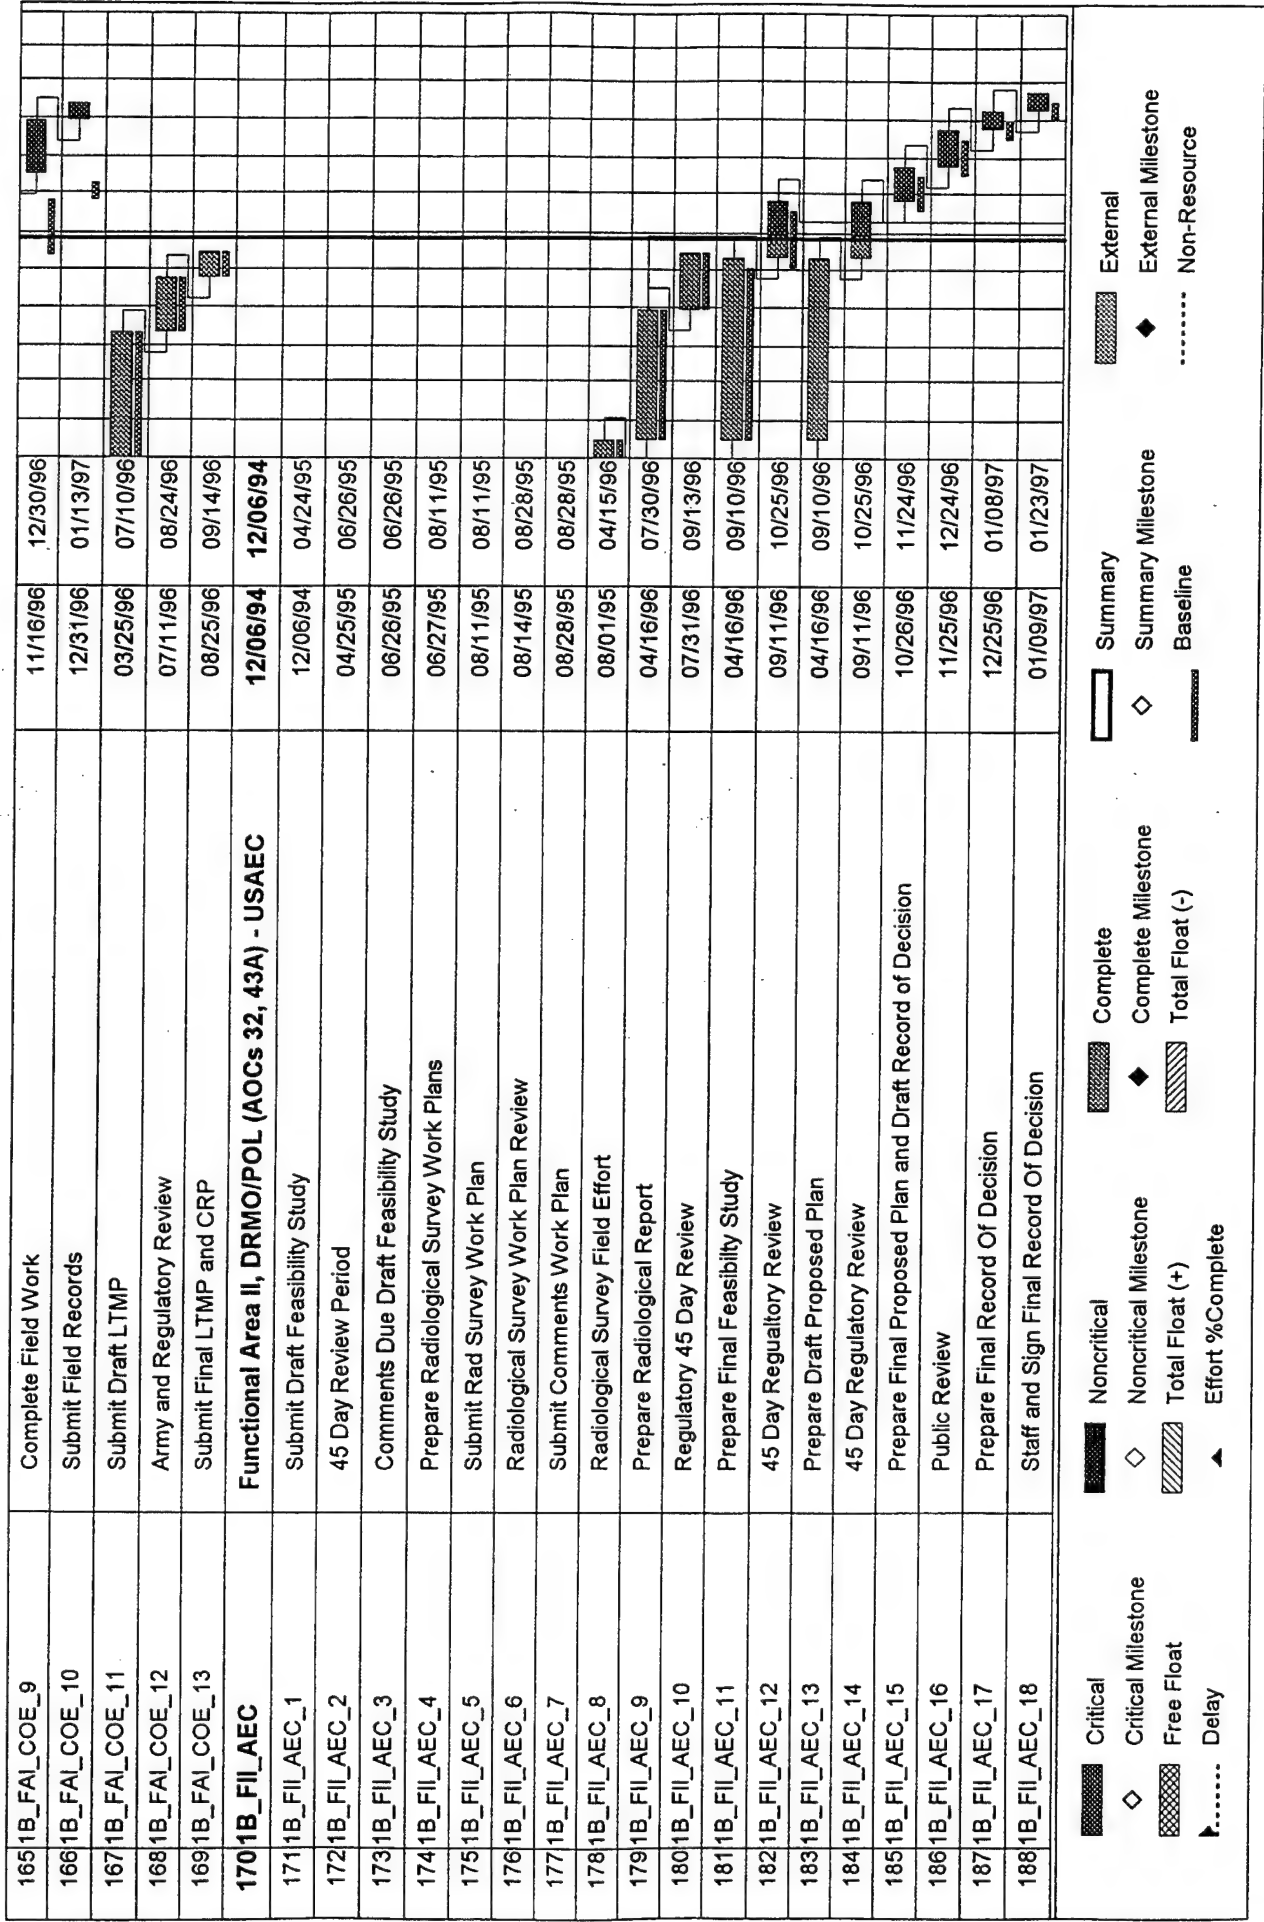 165 1B_FAI_COE_9 Complete Field Work 11/16/96 12/30/96
166 1B_FAI_COE_10 Submit Field Records 12/31/96 01/13/97
167 1B_FAI_COE_11 Submit Draft LTMP 03/25/96 07/10/96
168 1B_FAI_COE_12 Army and Regulatory Review 07/11/96 08/24/96
169 1B_FAI_COE_13 Submit Final LTMP and CRP 08/25/96 09/14/96
170 1B_FII_AEC Functional Area II, DRMO/POL (AOCs 32, 43A) - USAEC 12/06/94 12/06/94
171 1B_FII_AEC_1 Submit Draft Feasibility Study 12/06/94 04/24/95
172 1B_FII_AEC_2 45 Day Review Period 04/25/95 06/26/95
173 1B_FII_AEC_3 Comments Due Draft Feasibility Study 06/26/95 06/26/95
174 1B_FII_AEC_4 Prepare Radiological Survey Work Plans 06/27/95 08/11/95
175 1B_FII_AEC_5 Submit Rad Survey Work Plan 08/11/95 08/11/95
176 1B_FII_AEC_6 Radiological Survey Work Plan Review 08/14/95 08/28/95
177 1B_FII_AEC_7 Submit Comments Work Plan 08/28/95 08/28/95
178 1B_FII_AEC_8 Radiological Survey Field Effort 08/01/95 04/15/96
179 1B_FII_AEC_9 Prepare Radiological Report 04/16/96 07/30/96
180 1B_FII_AEC_10 Regulatory 45 Day Review 07/31/96 09/13/96
181 1B_FII_AEC_11 Prepare Final Feasibilty Study 04/16/96 09/10/96
182 1B_FII_AEC_12 45 Day Regualtory Review 09/11/96 10/25/96
183 1B_FII_AEC_13 Prepare Draft Proposed Plan 04/16/96 09/10/96
184 1B_FII_AEC_14 45 Day Regulatory Review 09/11/96 10/25/96
185 1B_FII_AEC_15 Prepare Final Proposed Plan and Draft Record of Decision 10/26/96 11/24/96
186 1B_FII_AEC_16 Public Review 11/25/96 12/24/96
187 1B_FII_AEC_17 Prepare Final Record Of Decision 12/25/96 01/08/97
188 1B_FII_AEC_18 Staff and Sign Final Record Of Decision 01/09/97 01/23/97
Critical Noncritical Complete Summary External
Critical Milestone Noncritical Milestone Complete Milestone Summary Milestone External Milestone
Free Float Total Float (+) Total Float (-) Baseline Non-Resource
Delay Effort %Complete